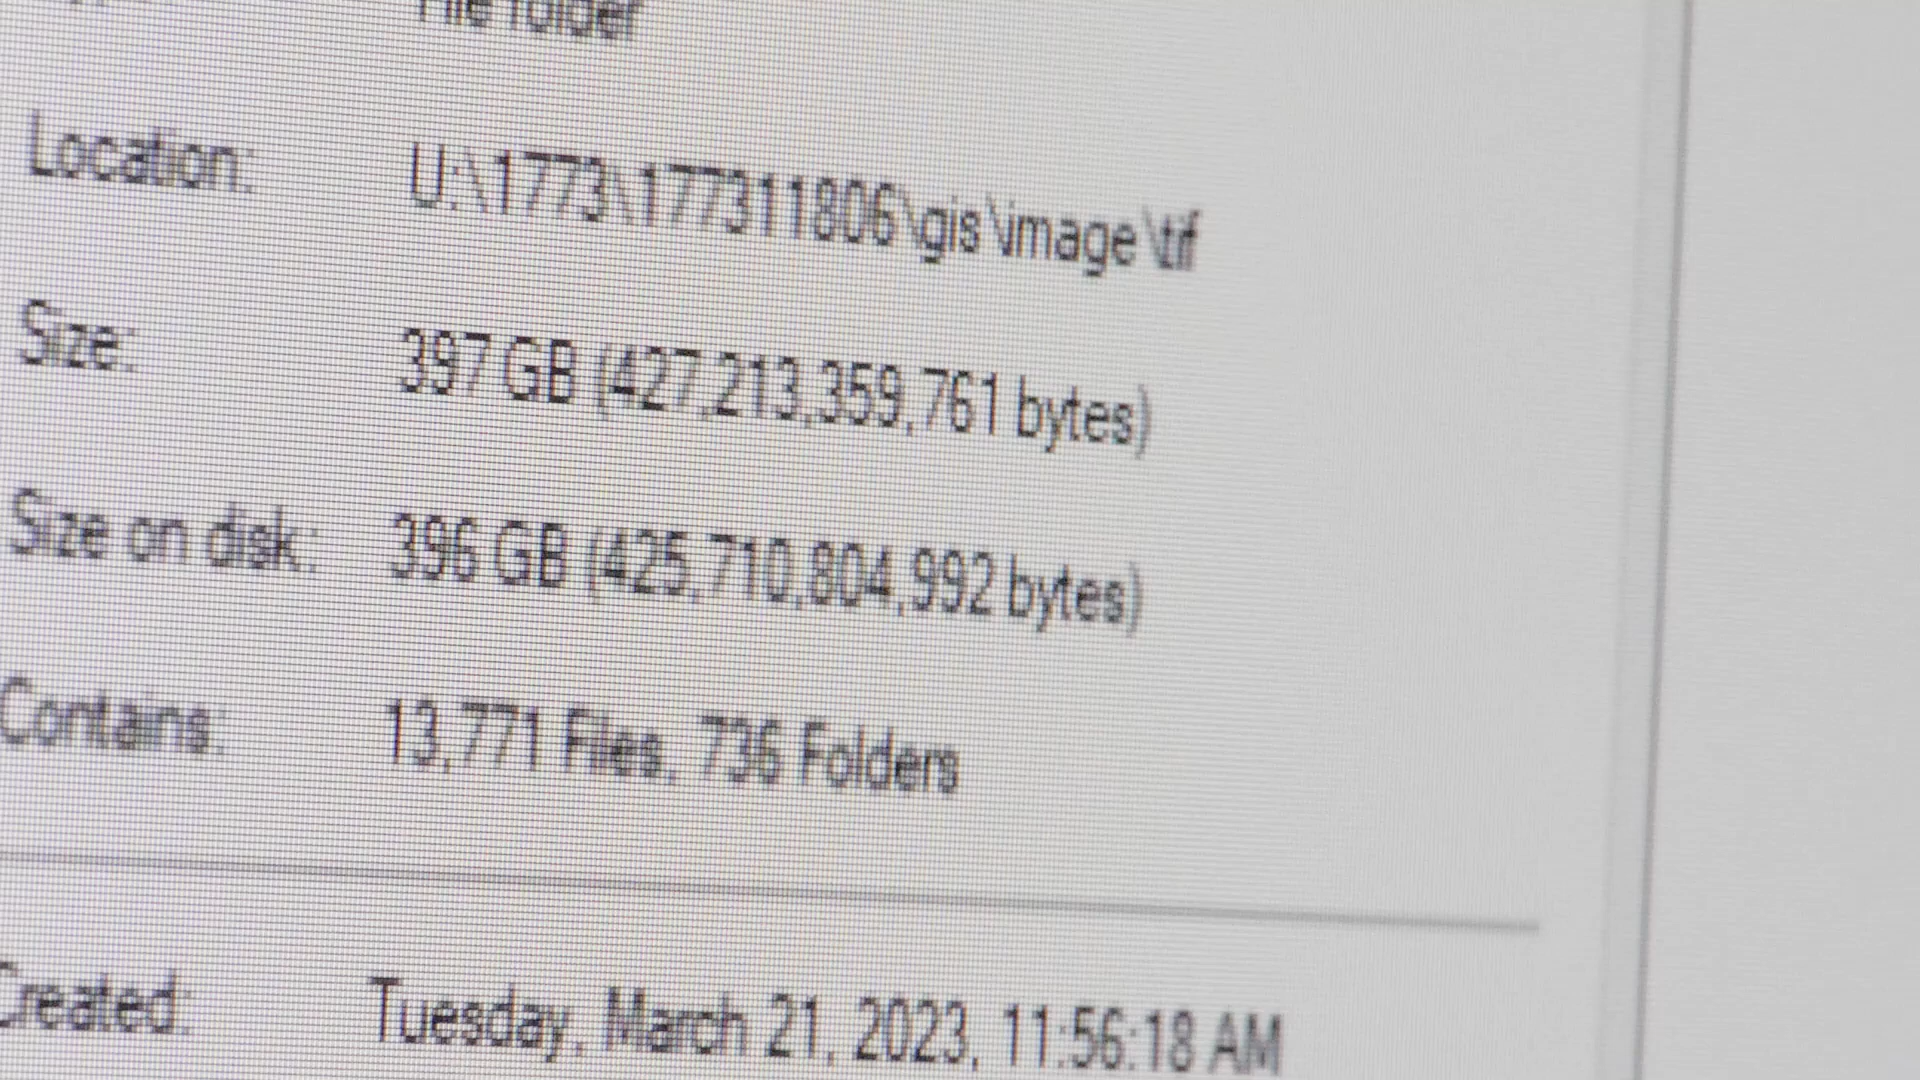 File folder
Location: U:\1773\177311806\gis\image\tif
Size: 397 GB (427,213,359,761 bytes)
Size on disk: 396 GB (425,710,804,992 bytes)
Contains: 13,771 Files, 736 Folders
Created: Tuesday, March 21, 2023, 11:56:18 AM